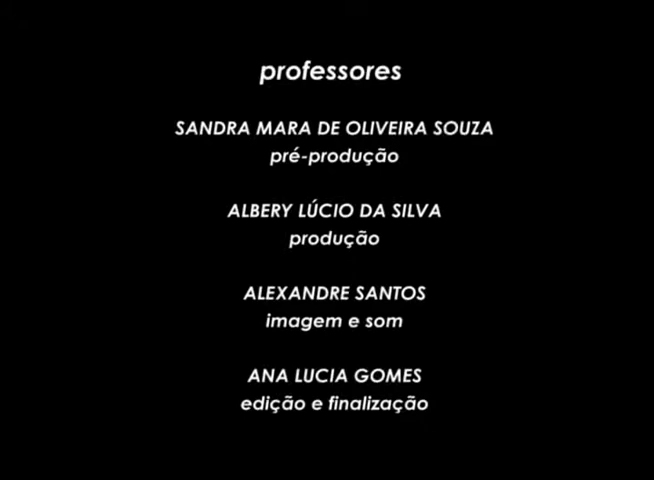 professores
SANDRA MARA DE OLIVEIRA SOUZA
pré-produção
ALBERY LÚCIO DA SILVA
produção
ALEXANDRE SANTOS
imagem e som
ANA LUCIA GOMES
edição e finalização